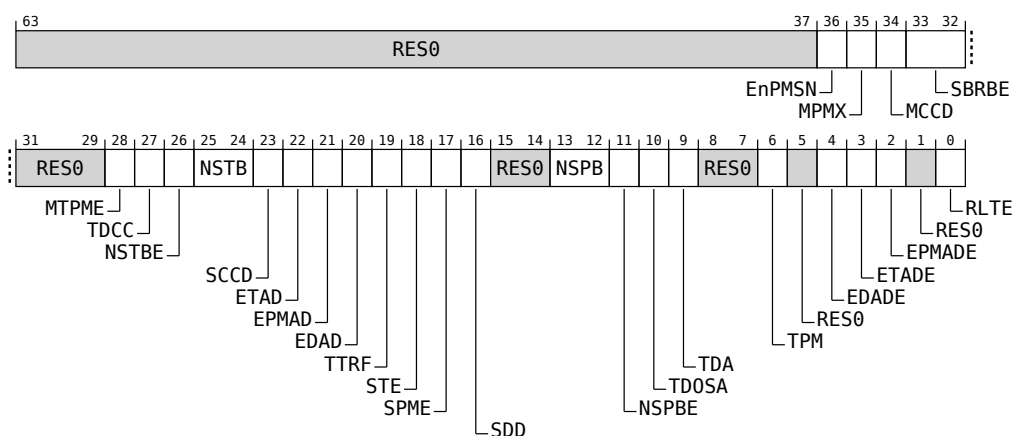 63 37 36 35 34 33 32
RES0
EnPMSN SBRBE
MPMX MCCD
31 29 28 27 26 25 24 23 22 21 20 19 18 17 16 15 14 13 12 11 10 9 8 7 6 5 4 3 2 1 0
RES0 NSTB RES0 NSPB RES0
MTPME RLTE
TDCC RES0
NSTBE EPMADE
SCCD ETADE
ETAD EDADE
EPMAD RES0
EDAD TPM
TTRF TDA
STE TDOSA
SPME NSPBE
SDD